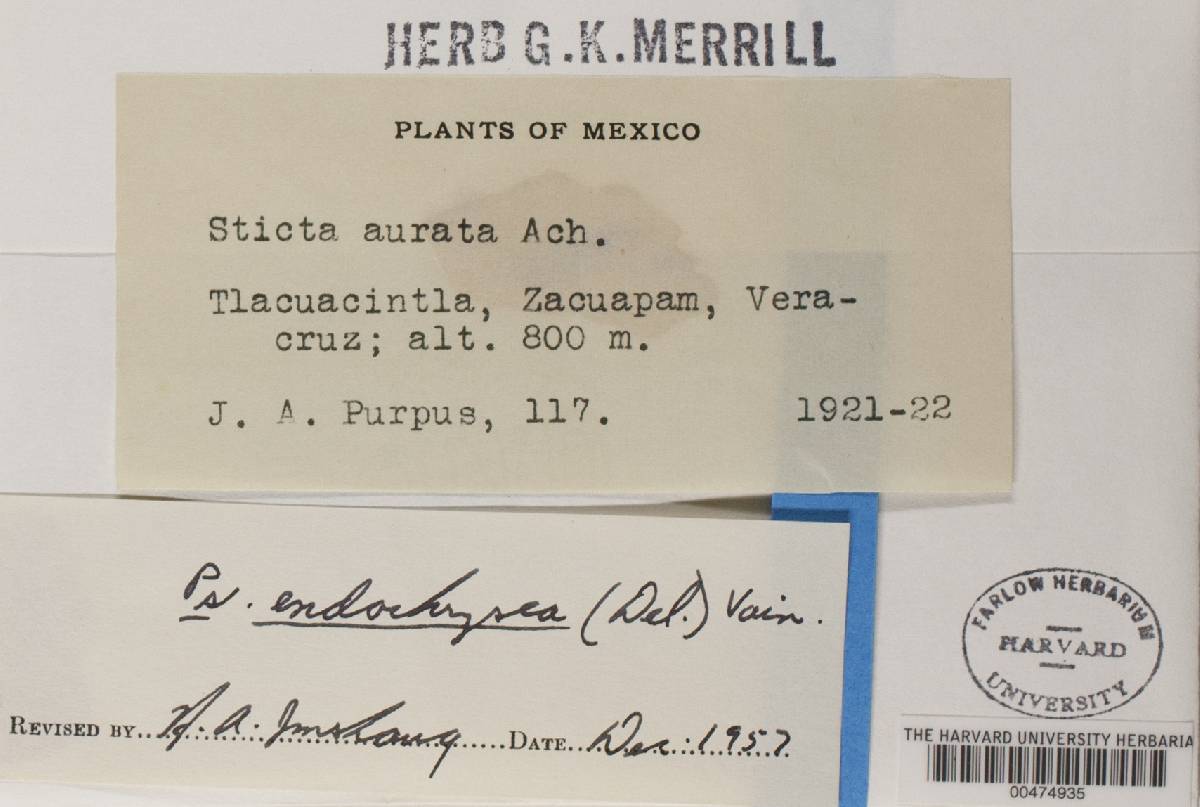 HERB G.K.MERRILL
PLANTS OF MEXICO
Sticta aurata Ach.
Tlacuacintla, Zacuapam, Vera-
cruz; alt. 800 m.
J. A. Purpus, 117. 1921-22
Ps. endochrysea (Del.) Vain.
REVISED BY H. A. Imshaug DATE Dec. 1957
FARLOW HERBARIUM
HARVARD
UNIVERSITY
THE HARVARD UNIVERSITY HERBARIA
00474935